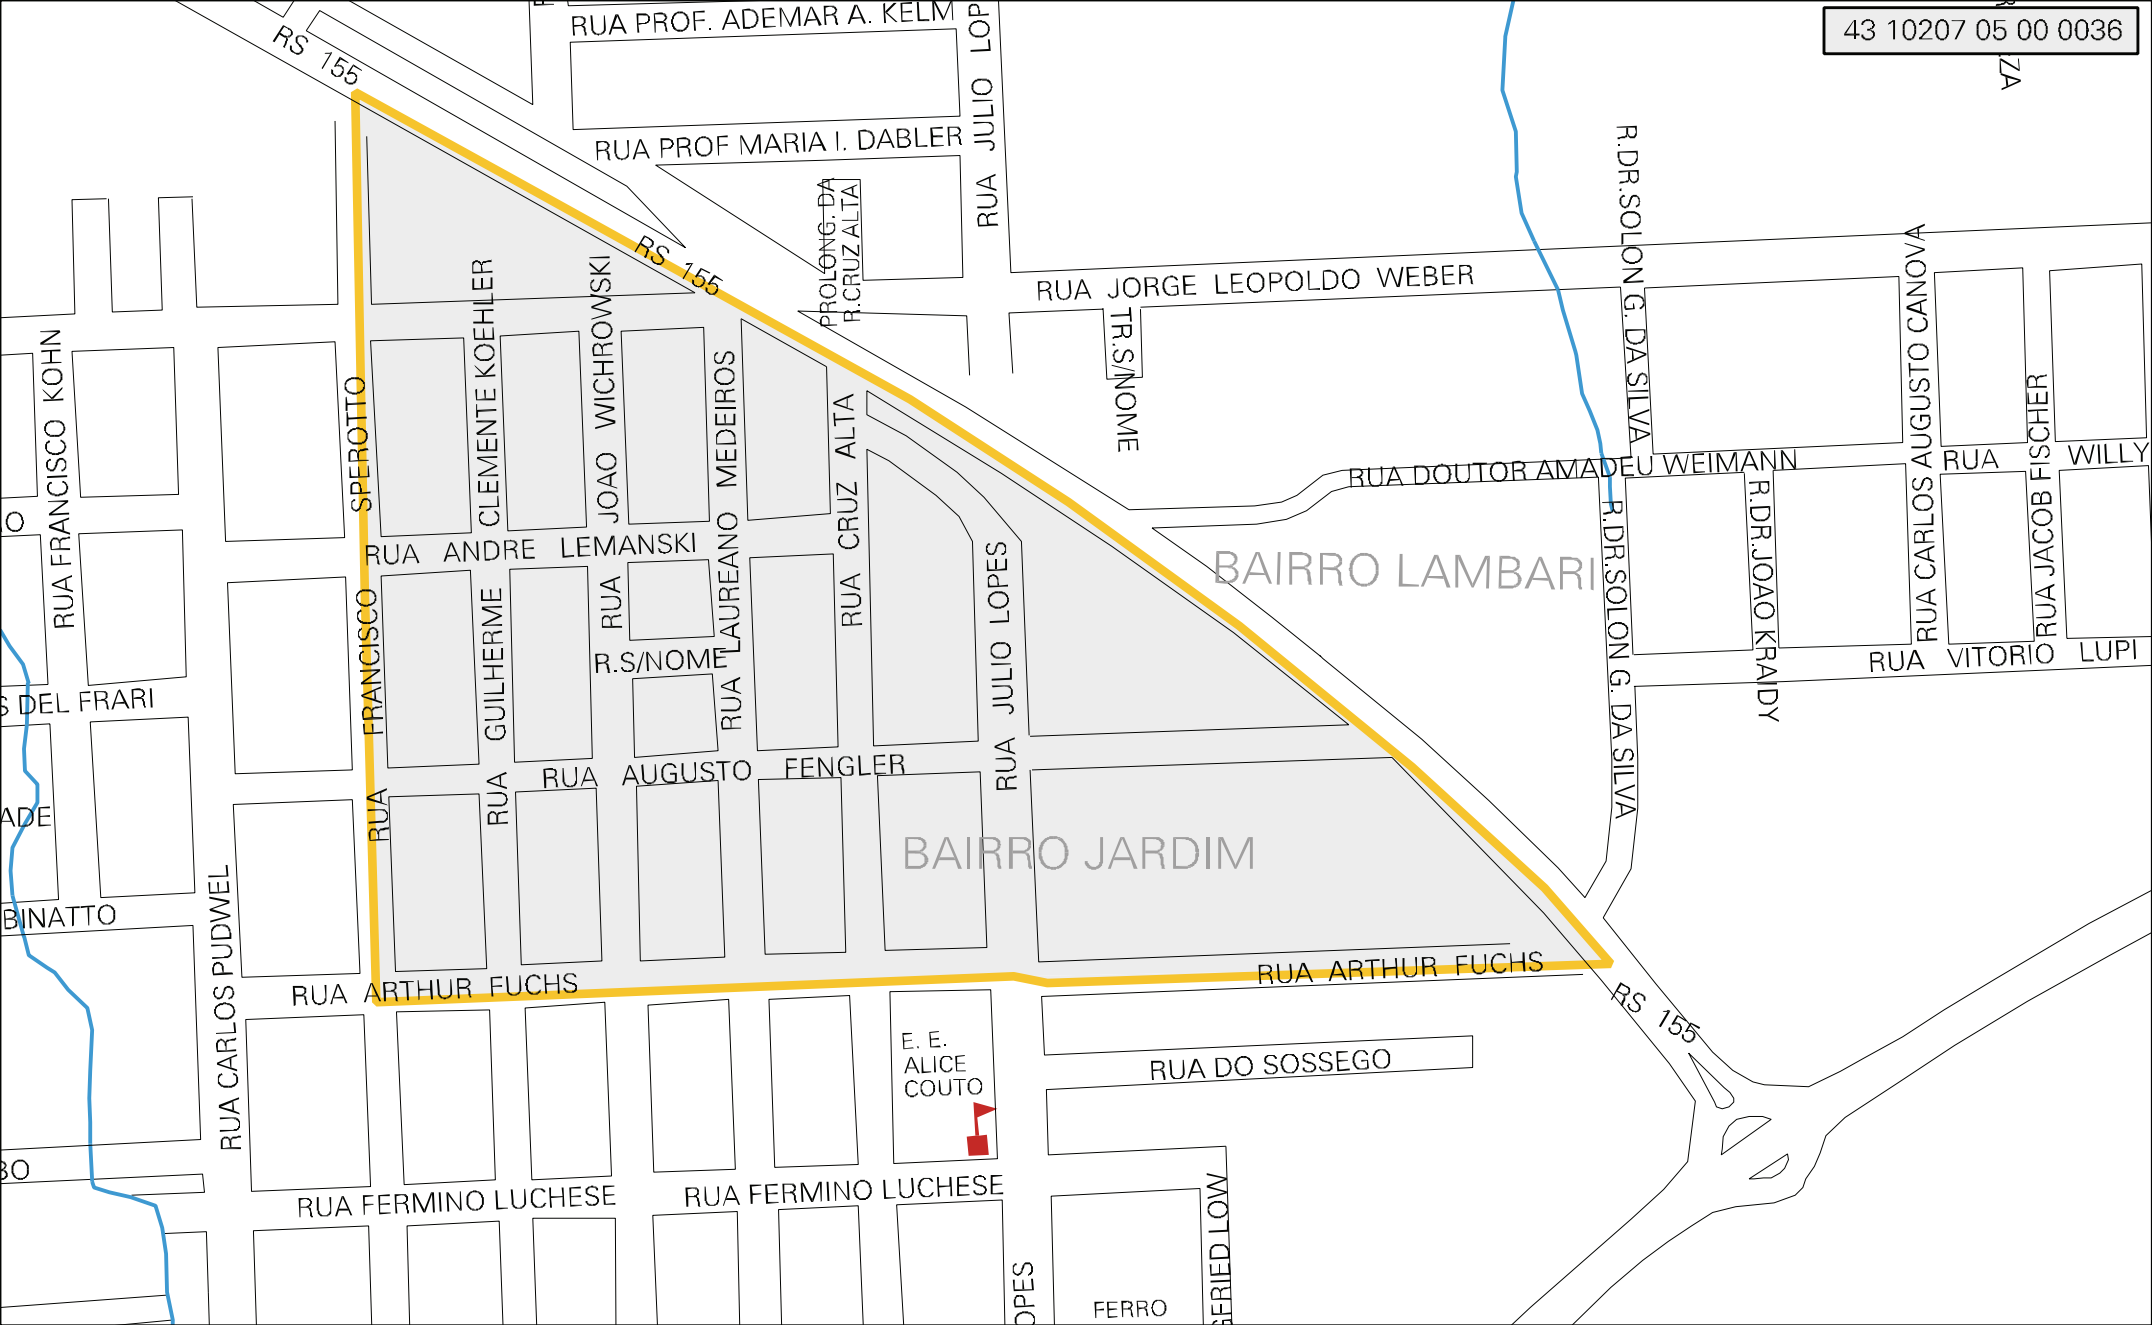 RUA PROF. ADEMAR A. KELM
43 10207 05 00 0036
RS 155
RUA JULIO LOP
ZA
RUA PROF MARIA I. DABLER
PROLONG. DA
R.CRUZ ALTA
R.DR.SOLON G. DA SILVA
RS 155
RUA JORGE LEOPOLDO WEBER
TR.S/NOME
RUA CARLOS AUGUSTO CANOVA
RUA JACOB FISCHER
RUA FRANCISCO KOHN
RUA FRANCISCO SPEROTTO
RUA GUILHERME CLEMENTE KOEHLER
RUA JOAO WICHROWSKI
RUA LAUREANO MEDEIROS
RUA CRUZ ALTA
RUA DOUTOR AMADEU WEIMANN
RUA WILLY
R.DR.JOAO KRAIDY
IO
RUA ANDRE LEMANSKI
BAIRRO LAMBARI
R.DR.SOLON G. DA SILVA
RUA JULIO LOPES
R.S/NOME
RUA VITORIO LUPI
S DEL FRARI
RUA AUGUSTO FENGLER
ADE
BAIRRO JARDIM
BINATTO
RUA CARLOS PUDWEL
RUA ARTHUR FUCHS
RUA ARTHUR FUCHS
RS 155
E. E.
ALICE
COUTO
RUA DO SOSSEGO
BO
RUA FERMINO LUCHESE
RUA FERMINO LUCHESE
OPES
GFRIED LOW
FERRO